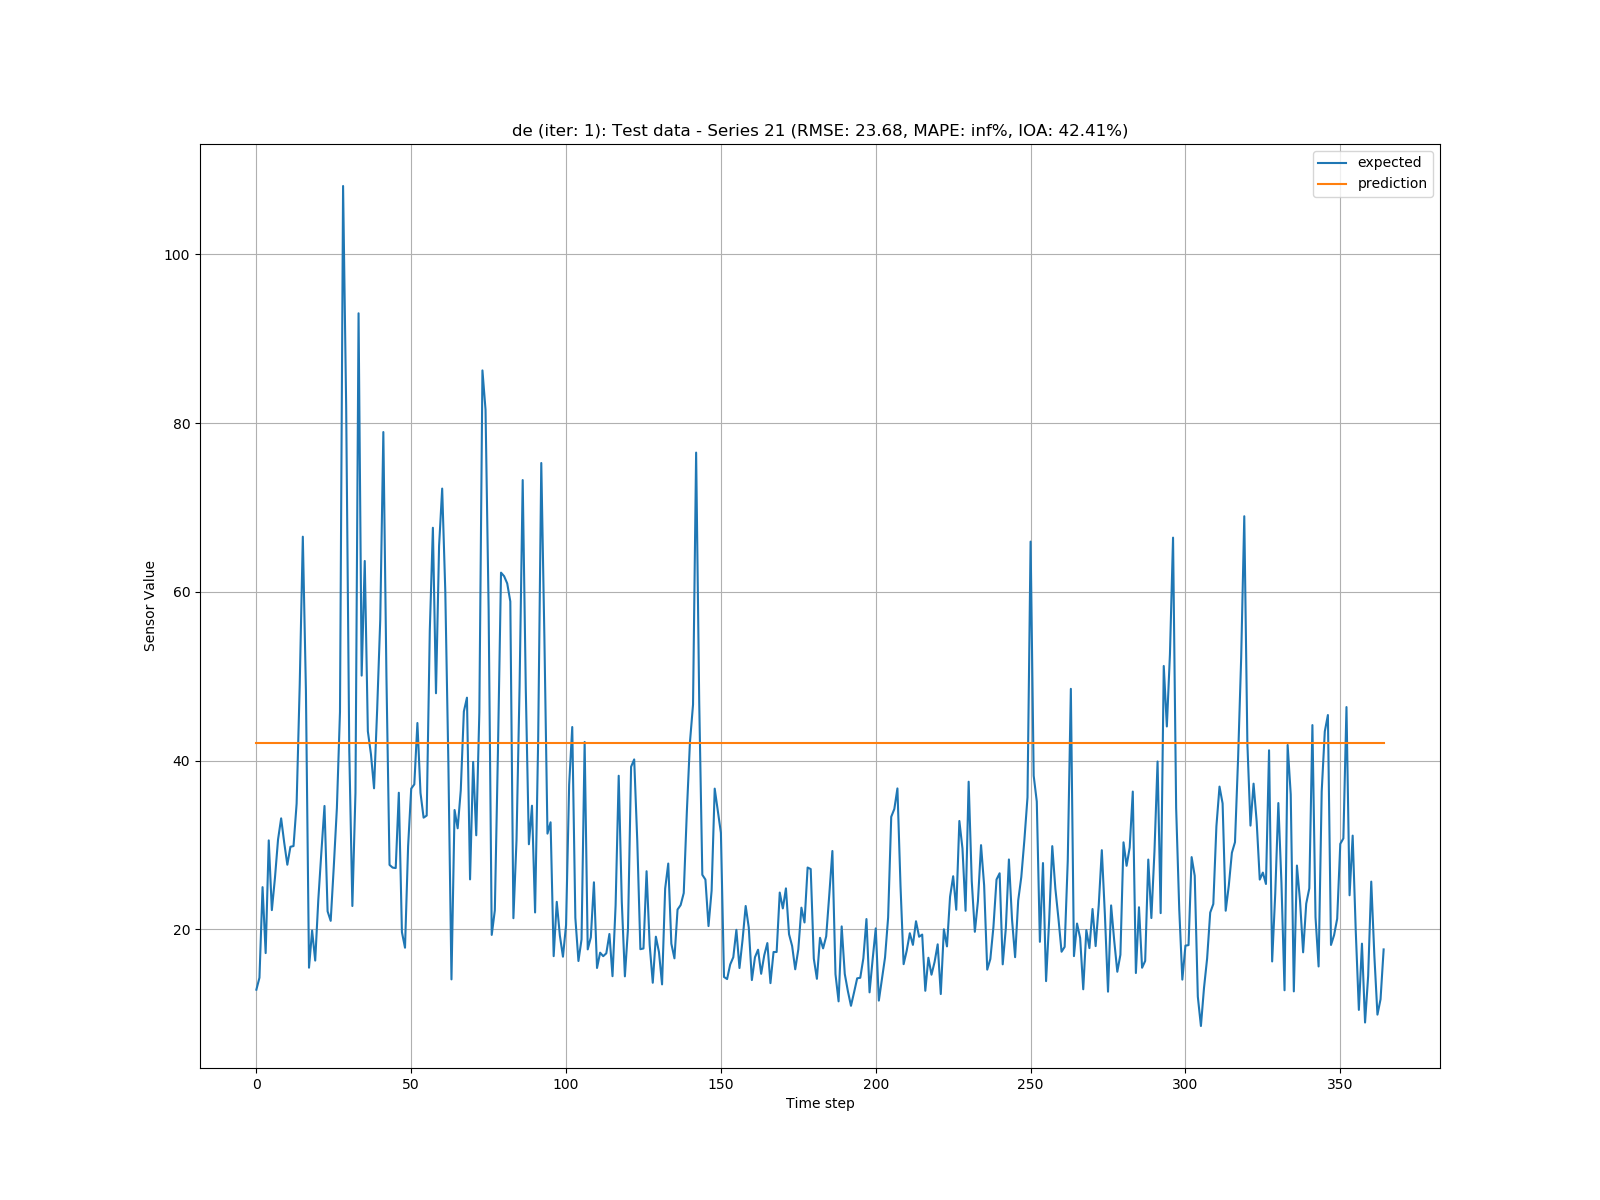 de (iter: 1): Test data - Series 21 (RMSE: 23.68, MAPE: inf%, IOA: 42.41%)
expected
prediction
100
80
60
40
20
Sensor Value
0 50 100 150 200 250 300 350
Time step